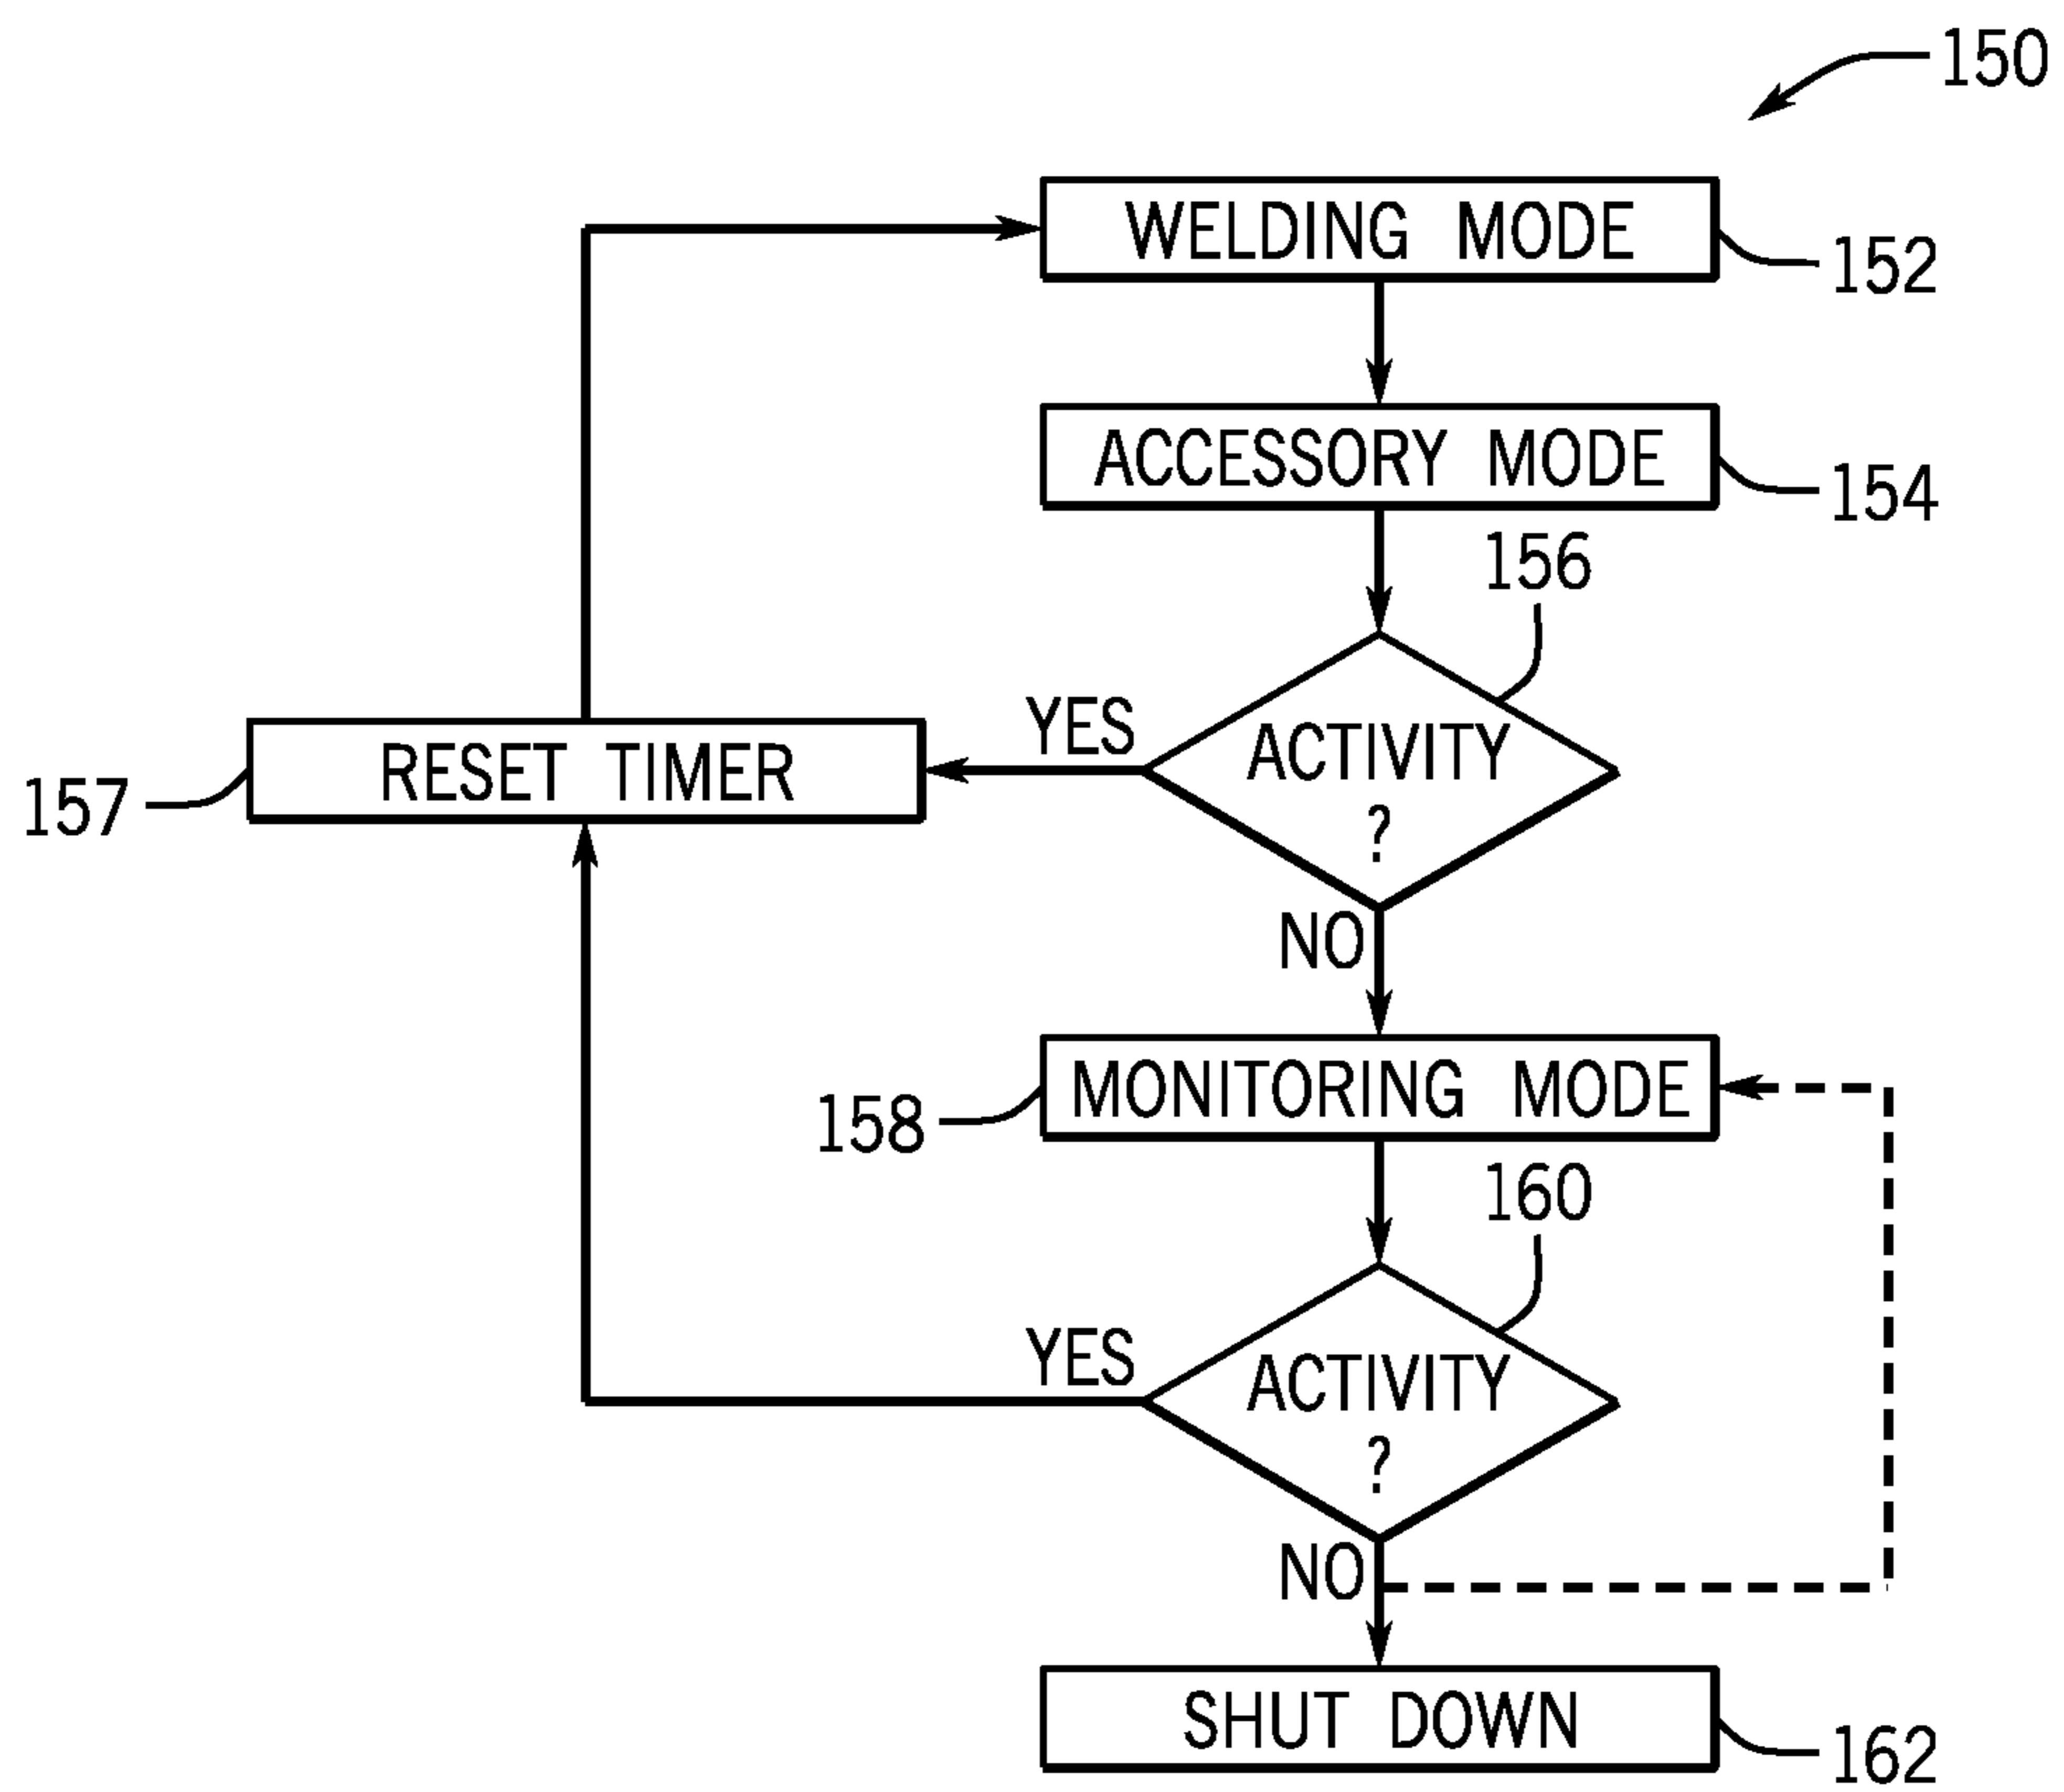 150
WELDING MODE
152
ACCESSORY MODE
154
156
YES
ACTIVITY
?
RESET TIMER
157
NO
MONITORING MODE
158
160
YES
ACTIVITY
?
NO
SHUT DOWN
162